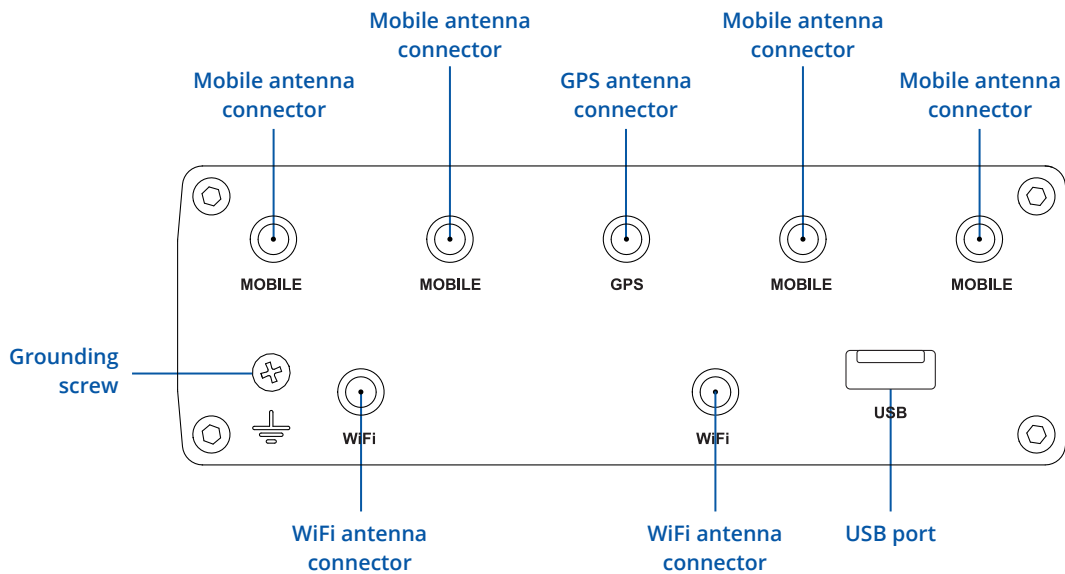 Mobile antenna
connector
Mobile antenna
connector
Mobile antenna
connector
GPS antenna
connector
Mobile antenna
connector
MOBILE
MOBILE
GPS
MOBILE
MOBILE
Grounding
screw
USB
WiFi
WiFi
WiFi antenna
connector
WiFi antenna
connector
USB port